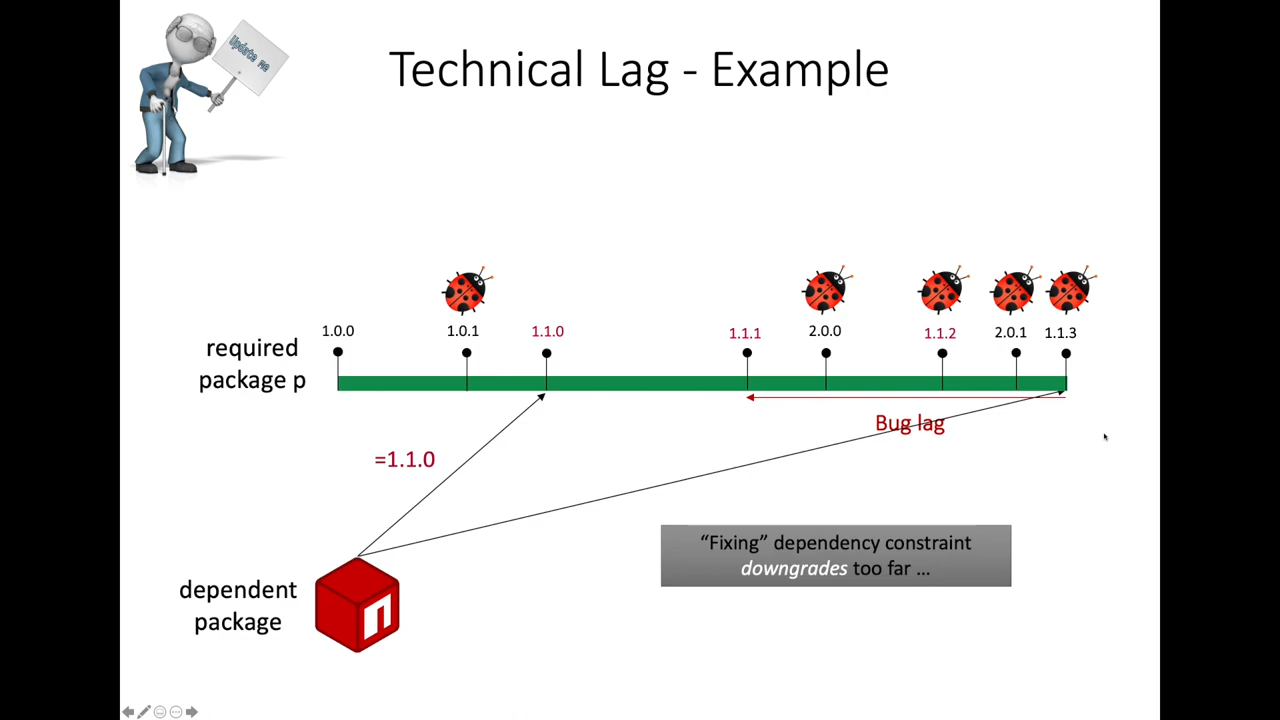 Update me
Technical Lag - Example
1.0.0
1.0.1
1.1.0
1.1.1
2.0.0
1.1.2
2.0.1
1.1.3
required
package p
Bug lag
=1.1.0
"Fixing" dependency constraint
downgrades too far ...
dependent
package
n